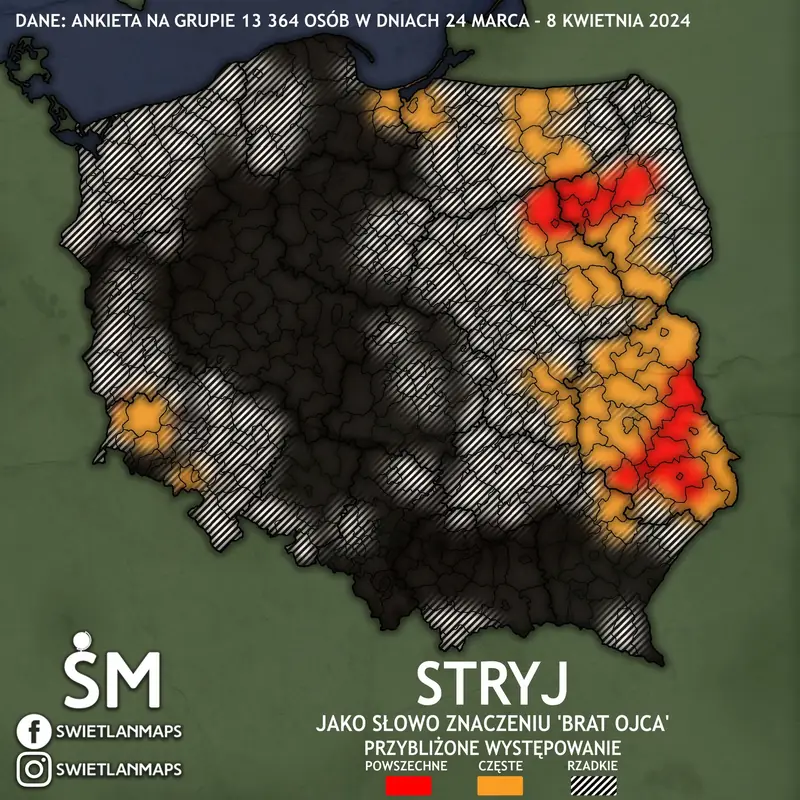 DANE: ANKIETA NA GRUPIE 13 364 OSÓB W DNIACH 24 MARCA - 8 KWIETNIA 2024
ŚM
SWIETLANMAPS
SWIETLANMAPS
STRYJ
JAKO SŁOWO ZNACZENIU 'BRAT OJCA'
PRZYBLIŻONE WYSTĘPOWANIE
POWSZECHNE CZĘSTE RZADKIE